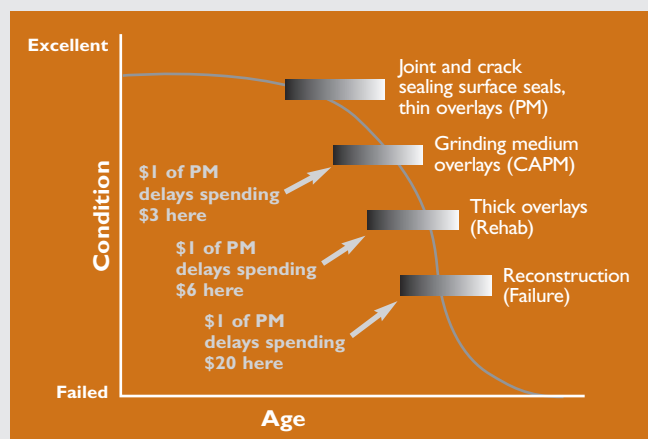 Excellent
Joint and crack
sealing surface seals,
thin overlays (PM)
Grinding medium
overlays (CAPM)
$1 of PM
delays spending
$3 here
Thick overlays
(Rehab)
$1 of PM
delays spending
$6 here
Reconstruction
(Failure)
$1 of PM
delays spending
$20 here
Condition
Failed
Age